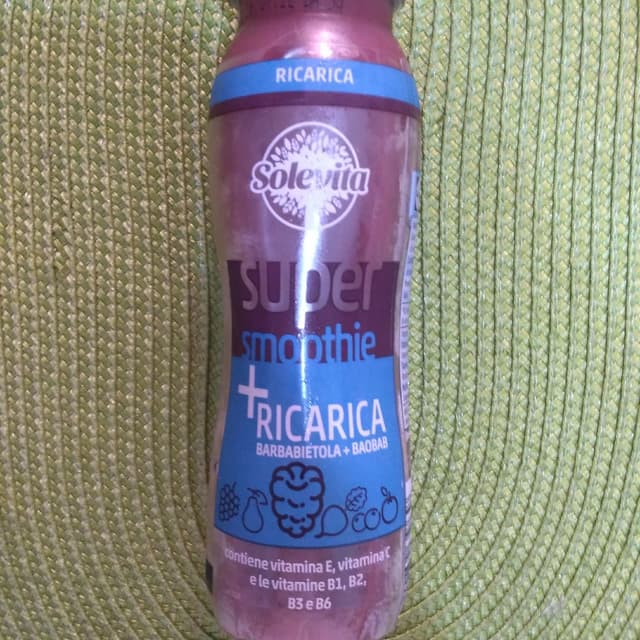 RICARICA
Solevita
super
smoothie
+RICARICA
BARBABIETOLA + BAOBAB
contiene vitamina E, vitamina C
e le vitamine B1, B2,
B3 e B6